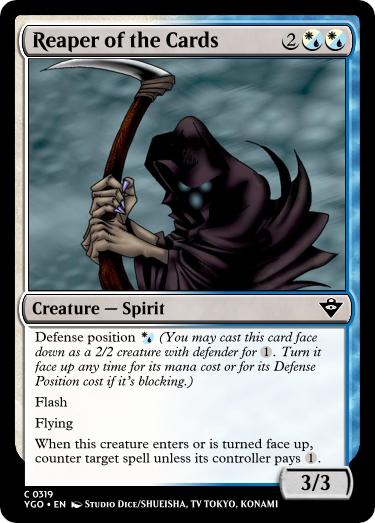 Reaper of the Cards 2
Creature — Spirit
Defense position (You may cast this card face
down as a 2/2 creature with defender for 1. Turn it
face up any time for its mana cost or for its Defense
Position cost if it's blocking.)
Flash
Flying
When this creature enters or is turned face up,
counter target spell unless its controller pays 1.
3/3
C 0319
YGO • EN STUDIO DICE/SHUEISHA, TV TOKYO, KONAMI